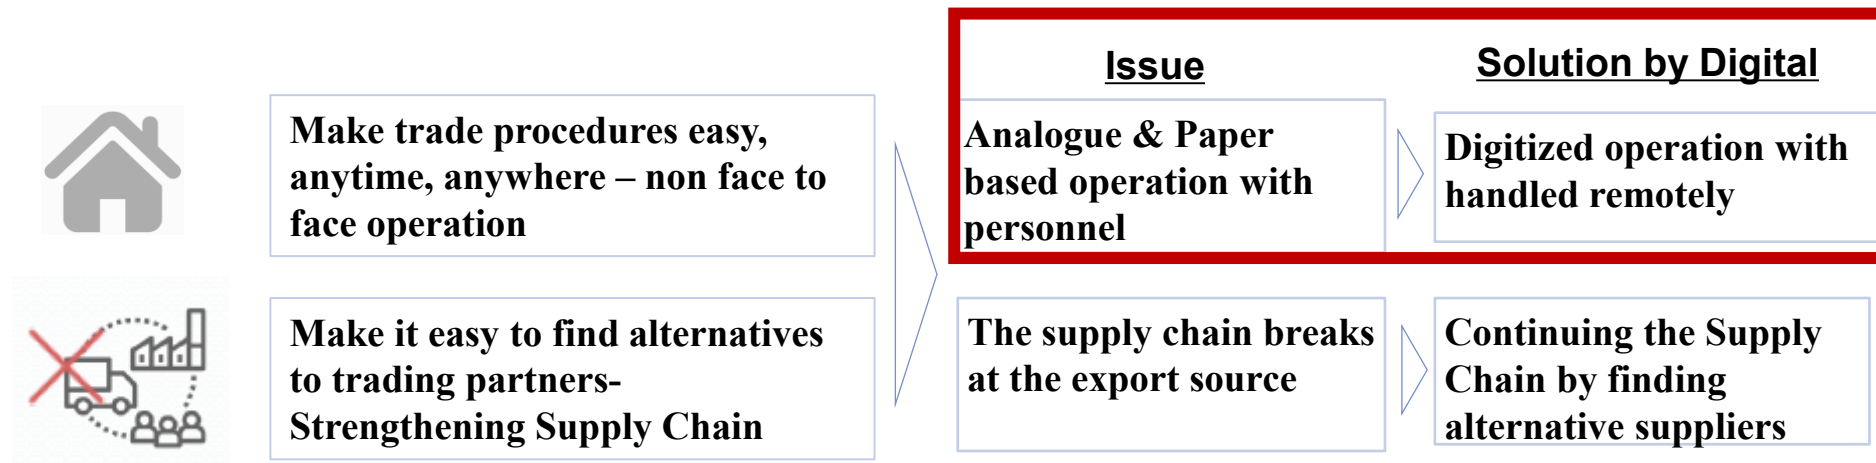 Issue
Solution by Digital
Make trade procedures easy,
anytime, anywhere – non face to
face operation
Analogue & Paper
based operation with
personnel
Digitized operation with
handled remotely
Make it easy to find alternatives
to trading partners-
Strengthening Supply Chain
The supply chain breaks
at the export source
Continuing the Supply
Chain by finding
alternative suppliers